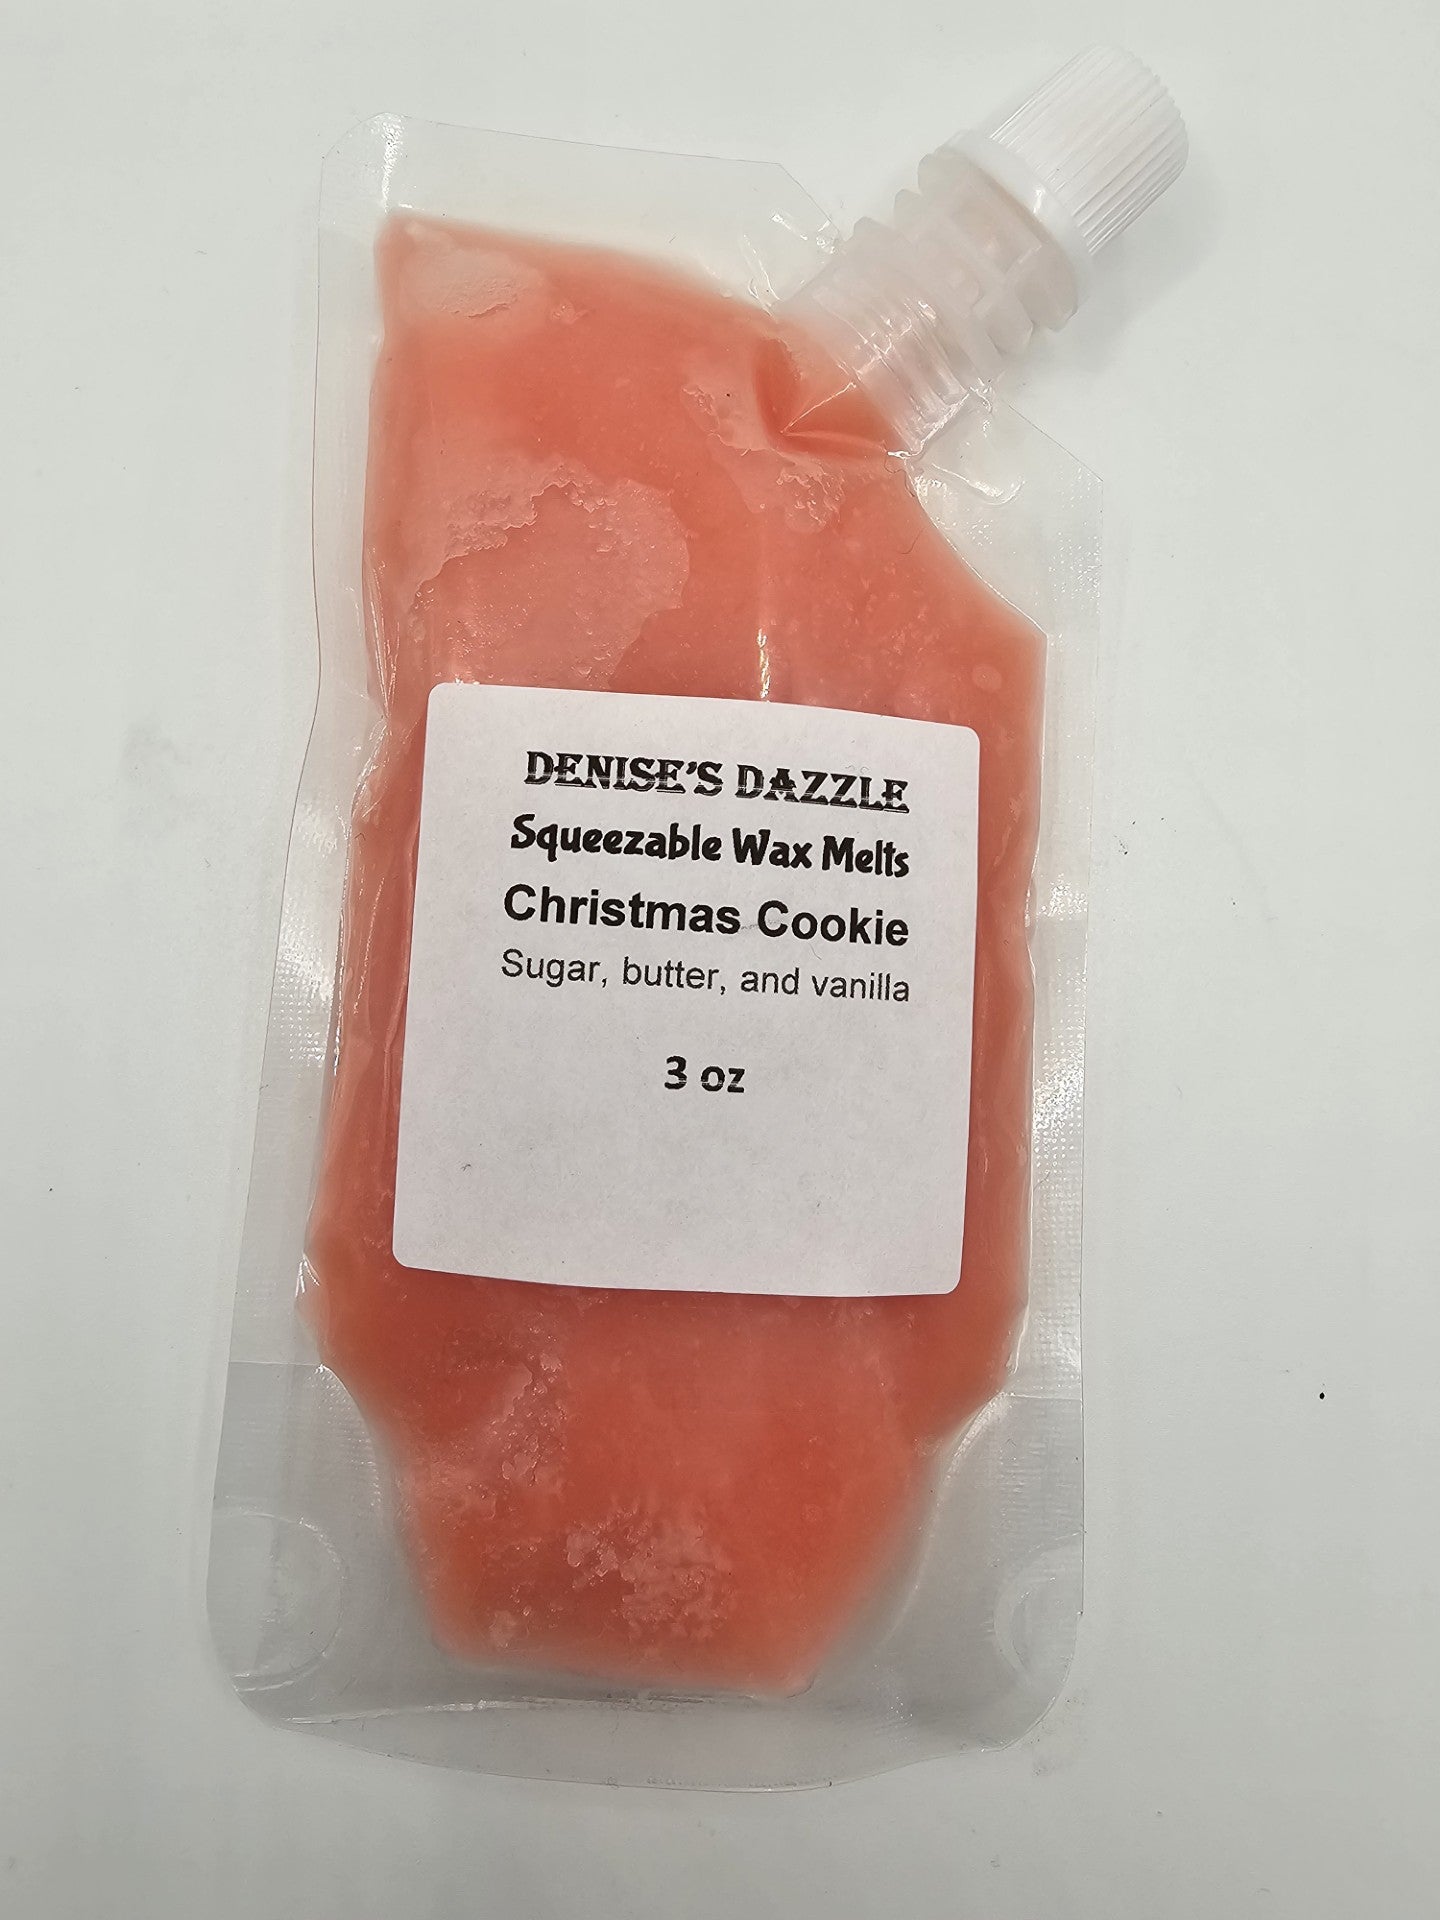 DENISE'S DAZZLE
Squeezable Wax Melts
Christmas Cookie
Sugar, butter, and vanilla
3 oz